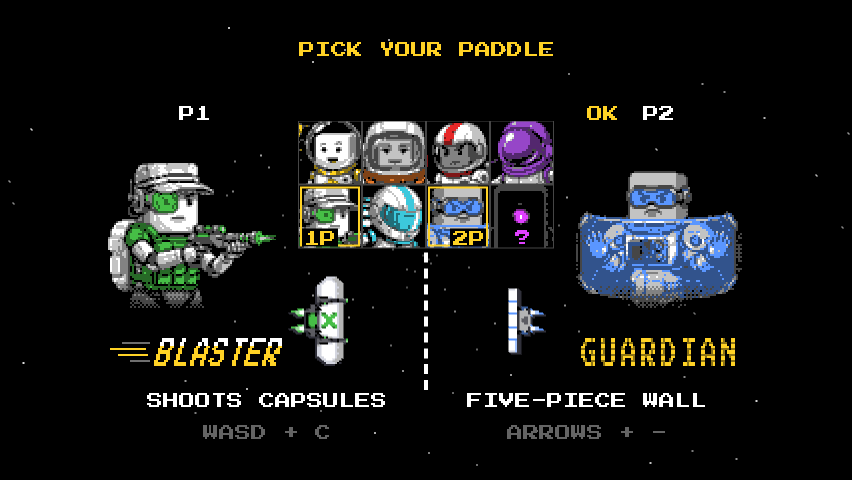 PICK YOUR PADDLE
P1
OK P2
1P
2P
?
X
BLASTER
GUARDIAN
SHOOTS CAPSULES
FIVE-PIECE WALL
WASD + C
ARROWS + -